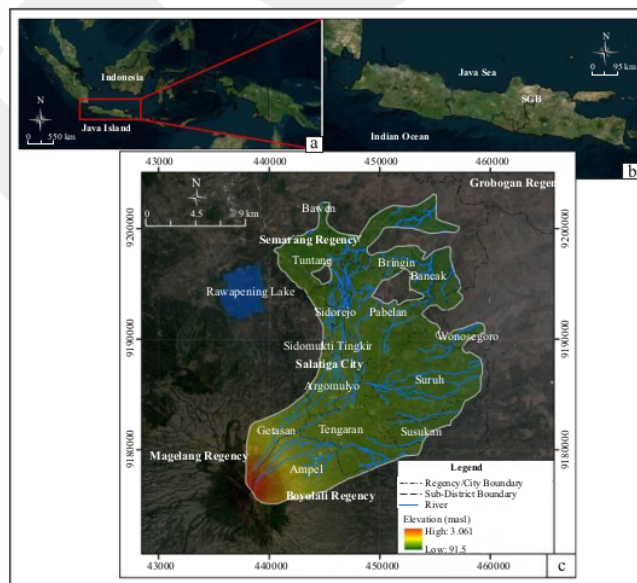 Indonesia
Java Island
N
0 550 km
a
Java Sea
SGB
Indian Ocean
N
0 95 km
b
43000 440000 450000 460000
Grobogan Regen
N
0 4.5 9 km
Bawen
Semarang Regency
Tuntang
Bringin
Bancak
Rawapening Lake
Sidorejo
Pabelan
Sidomukti Tingkir
Wonosegoro
Salatiga City
Argomulyo
Suruh
Getasan
Tengaran
Susukan
Magelang Regency
Ampel
Boyolali Regency
9200000
9190000
9180000
9200000
9190000
9180000
Legend
Regency/City Boundary
Sub-District Boundary
River
Elevation (masl)
High: 3.061
Low: 91.5
43000 440000 450000 460000
c